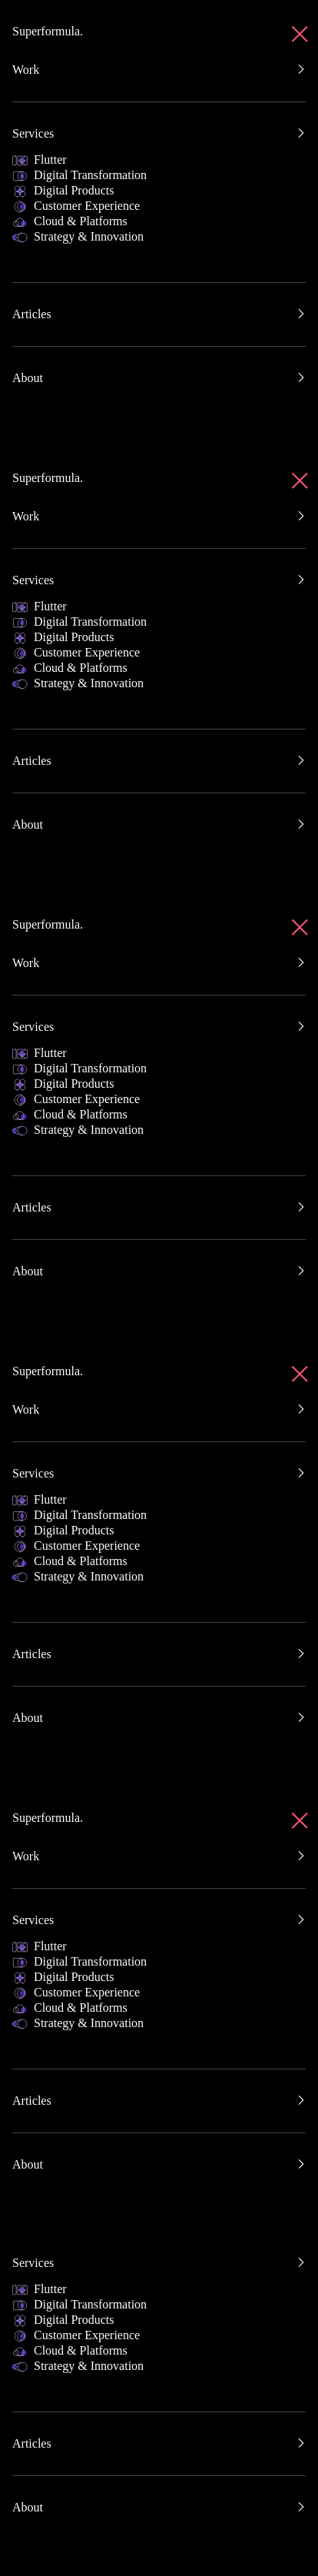 Superformula.
Work
Services
Flutter
Digital Transformation
Digital Products
Customer Experience
Cloud & Platforms
Strategy & Innovation
Articles
About
Superformula.
Work
Services
Flutter
Digital Transformation
Digital Products
Customer Experience
Cloud & Platforms
Strategy & Innovation
Articles
About
Superformula.
Work
Services
Flutter
Digital Transformation
Digital Products
Customer Experience
Cloud & Platforms
Strategy & Innovation
Articles
About
Superformula.
Work
Services
Flutter
Digital Transformation
Digital Products
Customer Experience
Cloud & Platforms
Strategy & Innovation
Articles
About
Superformula.
Work
Services
Flutter
Digital Transformation
Digital Products
Customer Experience
Cloud & Platforms
Strategy & Innovation
Articles
About
Services
Flutter
Digital Transformation
Digital Products
Customer Experience
Cloud & Platforms
Strategy & Innovation
Articles
About